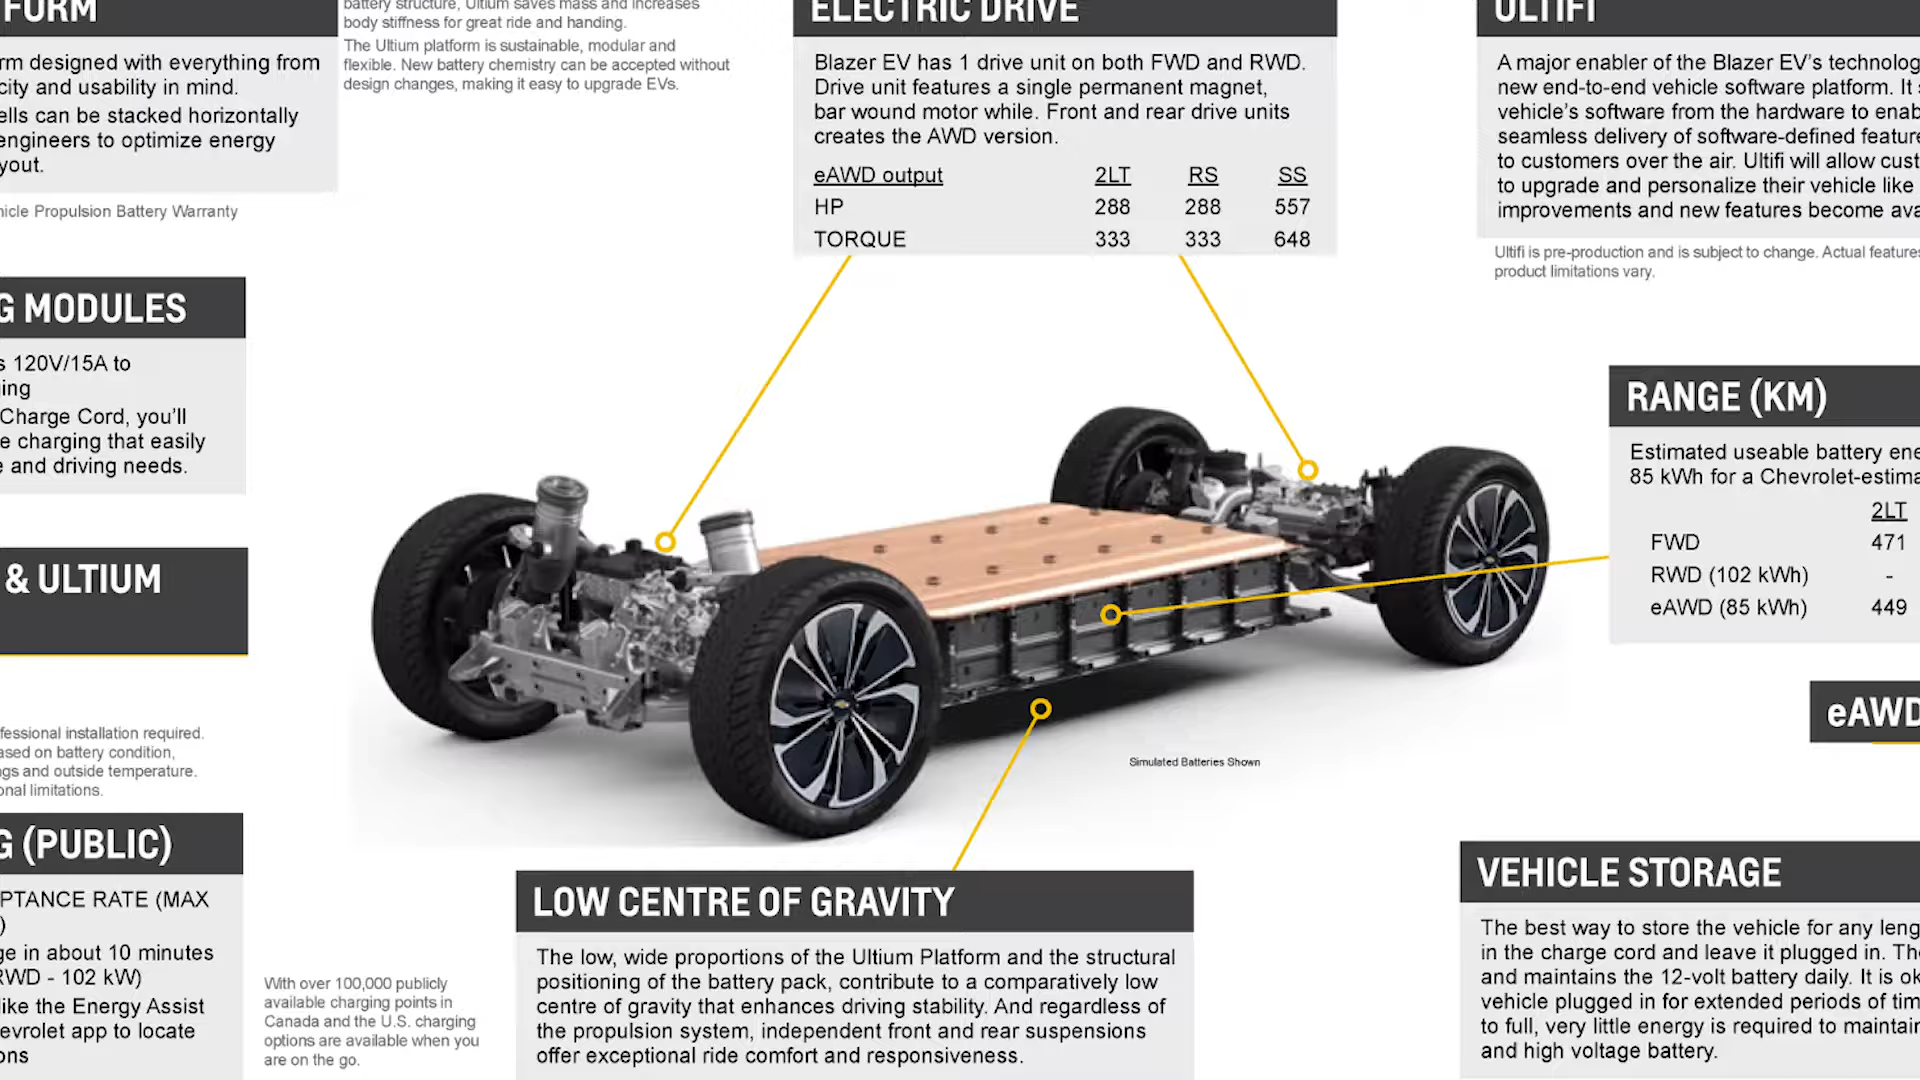 FORM
rm designed with everything from
city and usability in mind.
ells can be stacked horizontally
engineers to optimize energy
yout.
hicle Propulsion Battery Warranty
battery structure, Ultium saves mass and increases
body stiffness for great ride and handing.
The Ultium platform is sustainable, modular and
flexible. New battery chemistry can be accepted without
design changes, making it easy to upgrade EVs.
ELECTRIC DRIVE
Blazer EV has 1 drive unit on both FWD and RWD.
Drive unit features a single permanent magnet,
bar wound motor while. Front and rear drive units
creates the AWD version.
eAWD output 2LT RS SS
HP 288 288 557
TORQUE 333 333 648
ULTIFI
A major enabler of the Blazer EV's technolog
new end-to-end vehicle software platform. It s
vehicle's software from the hardware to enab
seamless delivery of software-defined feature
to customers over the air. Ultifi will allow cust
to upgrade and personalize their vehicle like
improvements and new features become ava
Ultifi is pre-production and is subject to change. Actual features
product limitations vary.
G MODULES
s 120V/15A to
ging
Charge Cord, you'll
e charging that easily
e and driving needs.
& ULTIUM
fessional installation required.
ased on battery condition,
ngs and outside temperature.
onal limitations.
G (PUBLIC)
PTANCE RATE (MAX
)
ge in about 10 minutes
RWD - 102 kW)
like the Energy Assist
evrolet app to locate
ons
With over 100,000 publicly
available charging points in
Canada and the U.S. charging
options are available when you
are on the go.
RANGE (KM)
Estimated useable battery ene
85 kWh for a Chevrolet-estima
2LT
FWD 471
RWD (102 kWh) -
eAWD (85 kWh) 449
eAWD
Simulated Batteries Shown
LOW CENTRE OF GRAVITY
The low, wide proportions of the Ultium Platform and the structural
positioning of the battery pack, contribute to a comparatively low
centre of gravity that enhances driving stability. And regardless of
the propulsion system, independent front and rear suspensions
offer exceptional ride comfort and responsiveness.
VEHICLE STORAGE
The best way to store the vehicle for any leng
in the charge cord and leave it plugged in. The
and maintains the 12-volt battery daily. It is ok
vehicle plugged in for extended periods of tim
to full, very little energy is required to maintain
and high voltage battery.